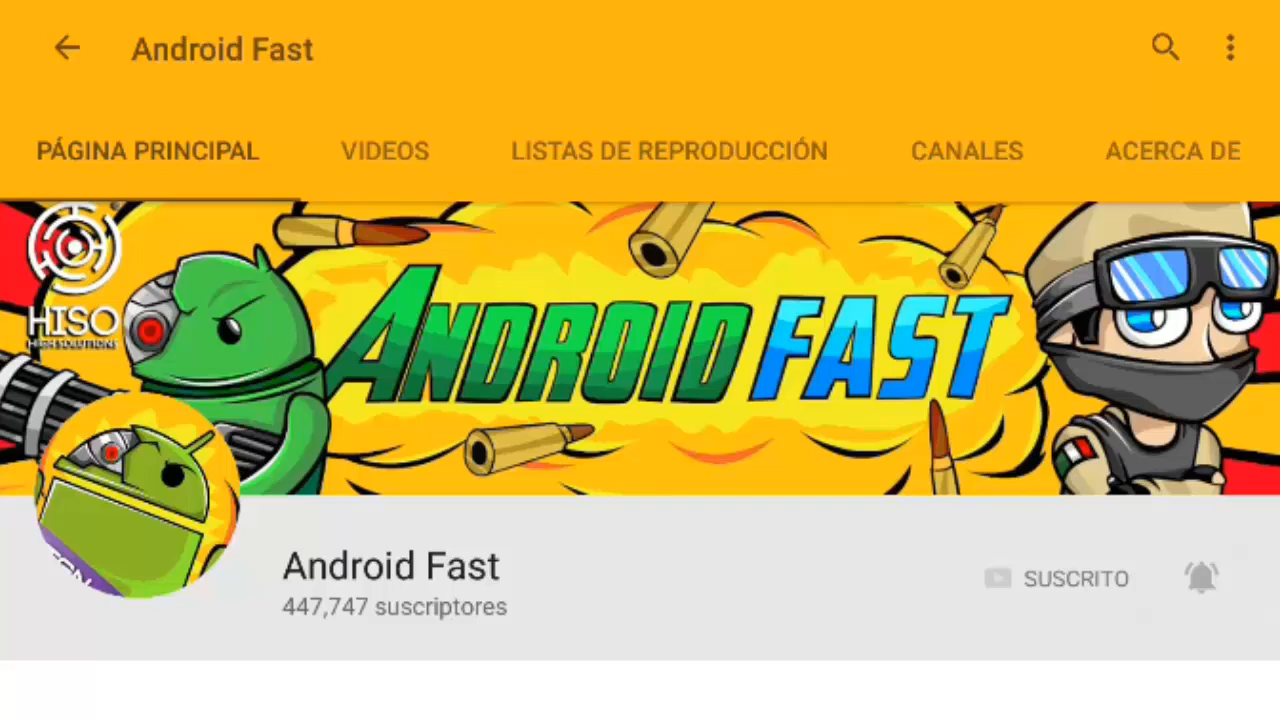 Android Fast
PÁGINA PRINCIPAL
VIDEOS
LISTAS DE REPRODUCCIÓN
CANALES
ACERCA DE
HISO
HIGH SOLUTIONS
ANDROID FAST
Android Fast
447,747 suscriptores
SUSCRITO